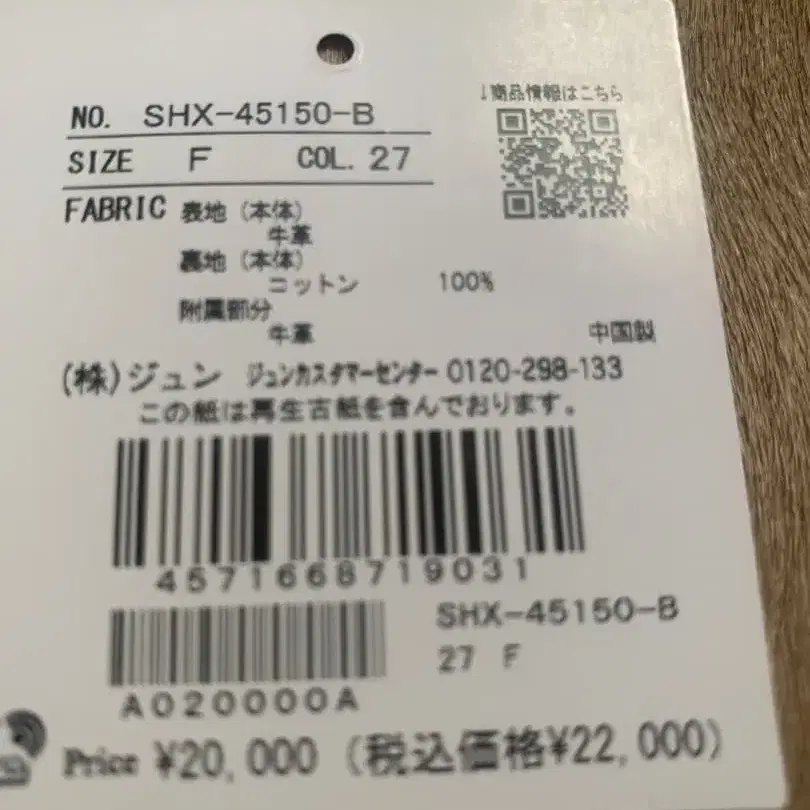 ↓商品情報はこちら
NO. SHX-45150-B
SIZE F COL. 27
FABRIC 表地（本体）
牛革
裏地（本体）
コットン 100%
附属部分
牛革 中国製
(株)ジュン ジュンカスタマーセンター 0120-298-133
この紙は再生古紙を含んでおります。
4571668719031
SHX-45150-B
27 F
A020000A
Price ¥20,000（税込価格¥22,000）